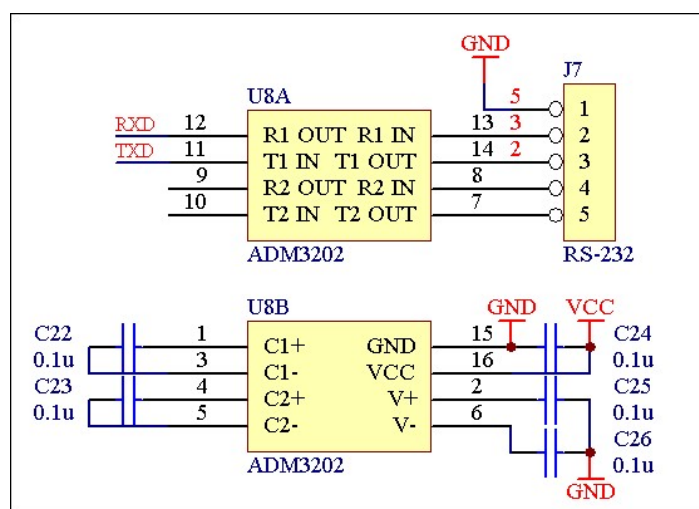 GND
J7
U8A
5
1
RXD 12 R1 OUT R1 IN 13 3 2
TXD 11 T1 IN T1 OUT 14 2 3
9 R2 OUT R2 IN 8 4
10 T2 IN T2 OUT 7 5
ADM3202
RS-232
U8B
GND
VCC
C22
0.1u
1 C1+ GND 15
C24
0.1u
3 C1- VCC 16
C23
0.1u
4 C2+ V+ 2
C25
0.1u
5 C2- V- 6
C26
0.1u
ADM3202
GND